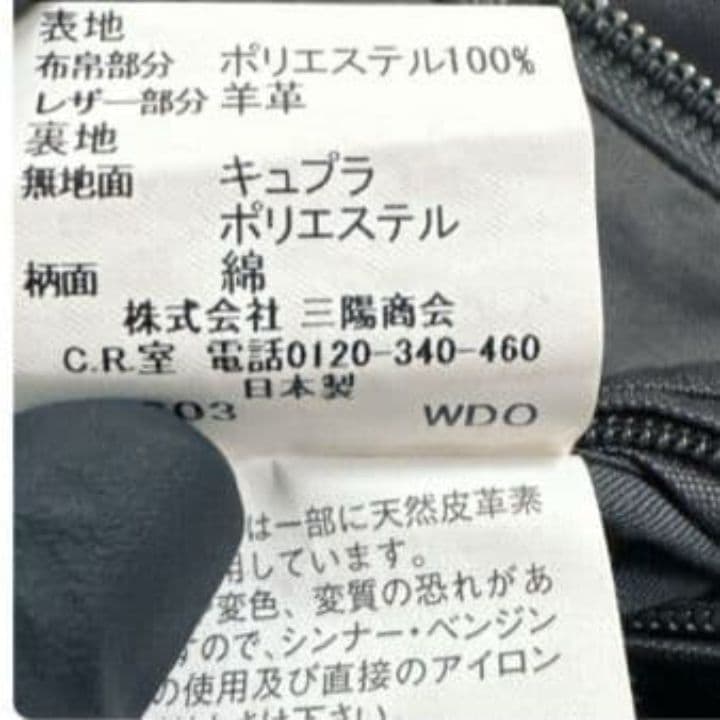 表地
布帛部分 ポリエステル100%
レザー部分 羊革
裏地
無地面 キュプラ
ポリエステル
柄面 綿
株式会社 三陽商会
C.R.室 電話0120-340-460
日本製
03 WDO
は一部に天然皮革素
用しています。
変色、変質の恐れがあ
すので、シンナー・ベンジン
の使用及び直接のアイロン
下さい。